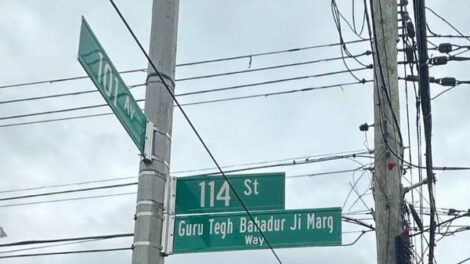 101 AV
114 St
Guru Tegh Bahadur Ji Marg
Way